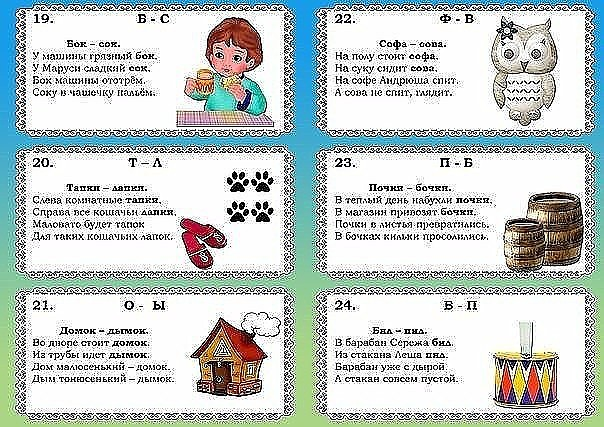 19. Б - С
Бок – сок.
У машины грязный бок,
У Маруси сладкий сок.
Бок машины ототрём.
Соку в чашечку нальём.
20. Т - Л
Тапки – лапки.
Слева комнатные тапки,
Справа все кошачьи лапки,
Маловато будет тапок
Для таких кошачьих лапок.
21. О - Ы
Домок – дымок.
Во дворе стоит домок.
Из трубы идет дымок.
Дом малюсенький – домок.
Дым тонюсенький – дымок.
22. Ф - В
Софа – сова.
На полу стоит софа.
На суку сидит сова.
На софе Андрюша спит.
А сова не спит, глядит.
23. П - Б
Почки – бочки.
В теплый день набухли почки,
В магазин привозят бочки.
Почки в листья превратились.
В бочках кильки просолились.
24. Б - П
Бил – пил.
В барабан Сережа бил.
Из стакана Леша пил.
Барабан уже с дырой
А стакан совсем пустой.